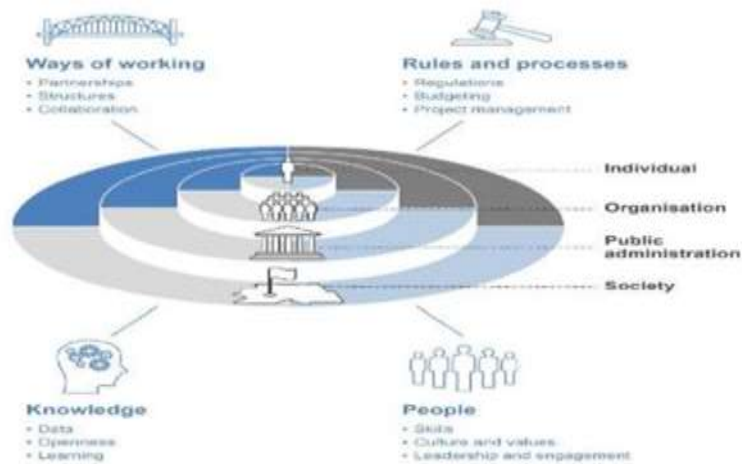 Ways of working
• Partnerships
• Structures
• Collaboration
Rules and processes
• Regulations
• Budgeting
• Project management
Individual
Organisation
Public
administration
Society
Knowledge
• Data
• Openness
• Learning
People
• Skills
• Culture and values
• Leadership and engagement